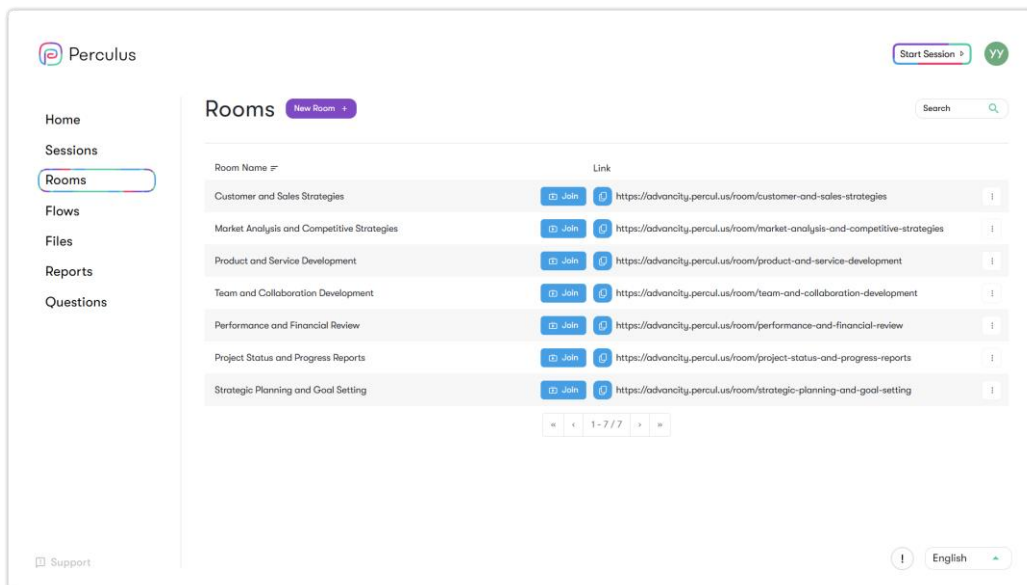 Perculus
Start Session
YY
Home
Sessions
Rooms
Flows
Files
Reports
Questions
Support
Rooms
New Room +
Search
Room Name
Link
Customer and Sales Strategies
Join
https://advancity.percul.us/room/customer-and-sales-strategies
Market Analysis and Competitive Strategies
Join
https://advancity.percul.us/room/market-analysis-and-competitive-strategies
Product and Service Development
Join
https://advancity.percul.us/room/product-and-service-development
Team and Collaboration Development
Join
https://advancity.percul.us/room/team-and-collaboration-development
Performance and Financial Review
Join
https://advancity.percul.us/room/performance-and-financial-review
Project Status and Progress Reports
Join
https://advancity.percul.us/room/project-status-and-progress-reports
Strategic Planning and Goal Setting
Join
https://advancity.percul.us/room/strategic-planning-and-goal-setting
« ‹ 1 - 7 / 7 › »
!
English